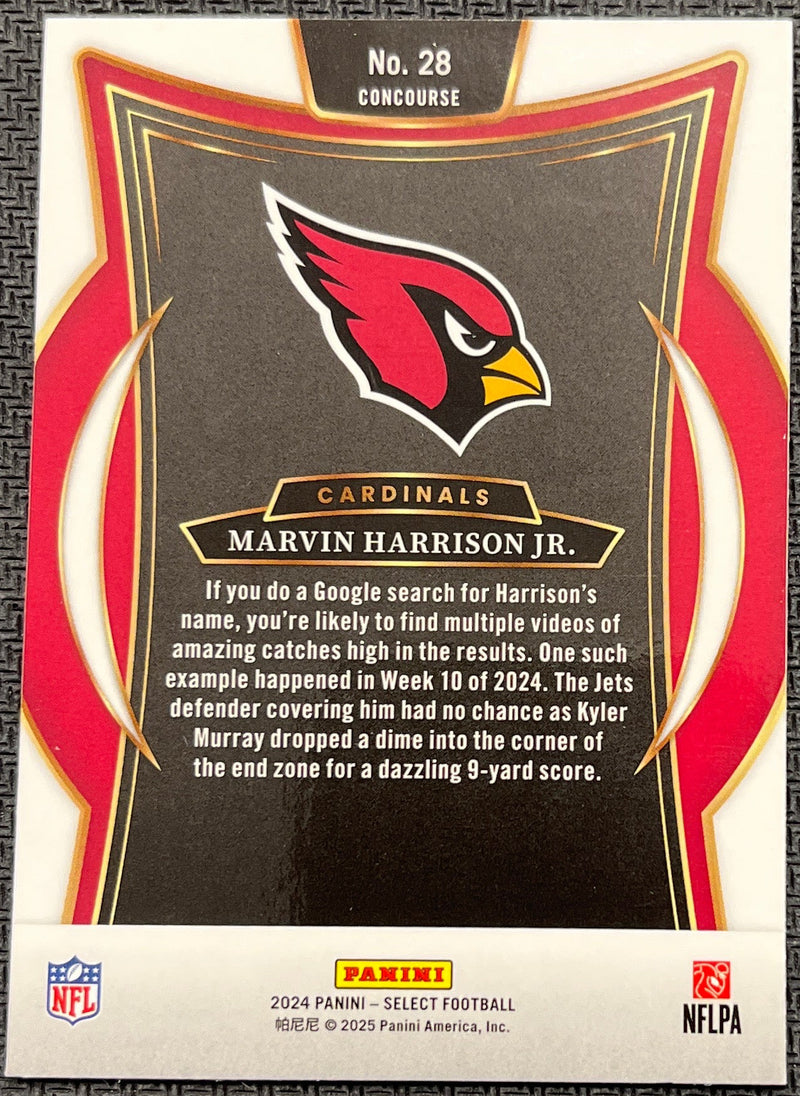 No. 28
CONCOURSE
CARDINALS
MARVIN HARRISON JR.
If you do a Google search for Harrison's
name, you're likely to find multiple videos of
amazing catches high in the results. One such
example happened in Week 10 of 2024. The Jets
defender covering him had no chance as Kyler
Murray dropped a dime into the corner of
the end zone for a dazzling 9-yard score.
NFL
PANINI
2024 PANINI – SELECT FOOTBALL
帕尼尼 © 2025 Panini America, Inc.
NFLPA